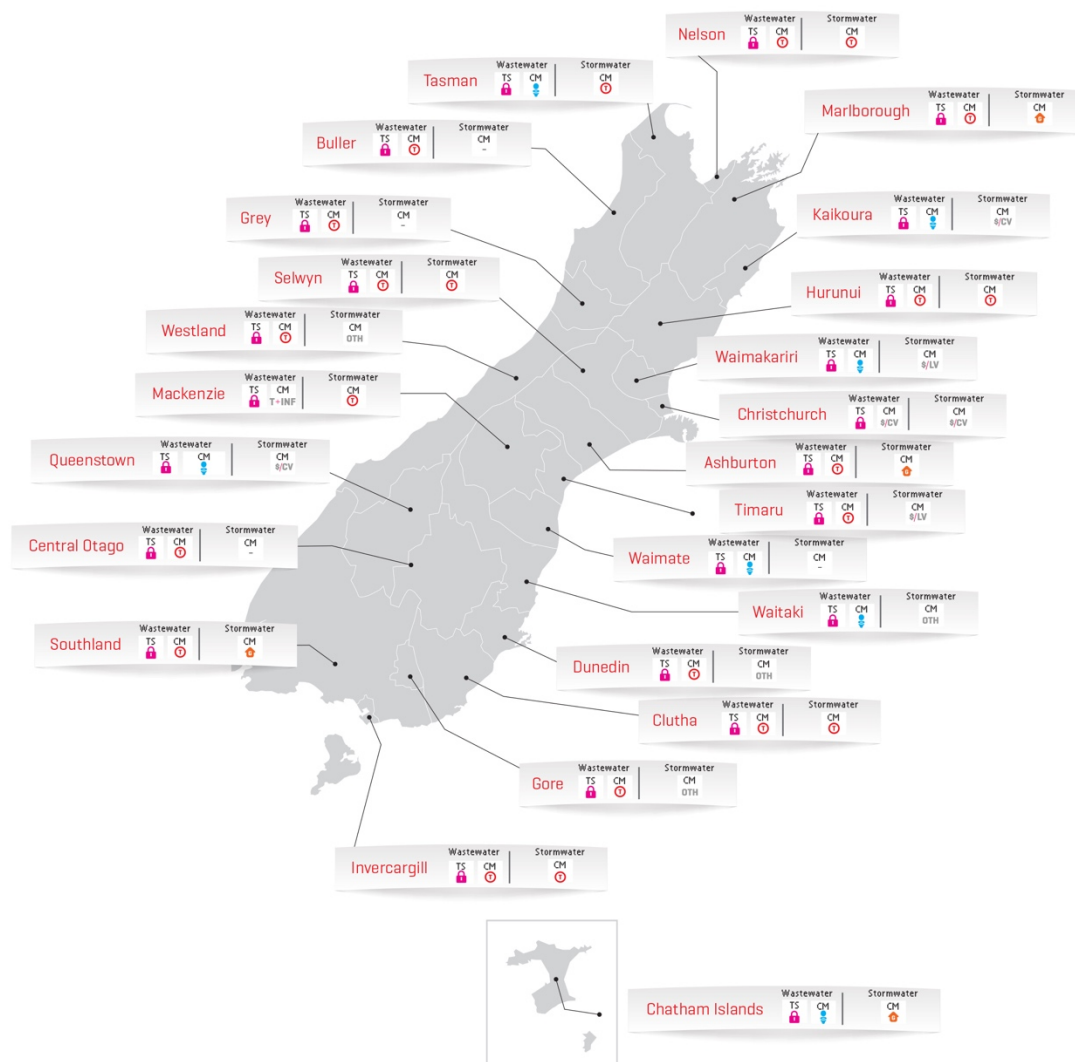 Nelson
Wastewater Stormwater
TS CM CM
T T
Tasman
Wastewater Stormwater
TS CM CM
T
Marlborough
Wastewater Stormwater
TS CM CM
T
Buller
Wastewater Stormwater
TS CM CM
T -
Kaikoura
Wastewater Stormwater
TS CM CM
$/CV
Grey
Wastewater Stormwater
TS CM CM
T -
Selwyn
Wastewater Stormwater
TS CM CM
T T
Hurunui
Wastewater Stormwater
TS CM CM
T T
Westland
Wastewater Stormwater
TS CM CM
T OTH
Waimakariri
Wastewater Stormwater
TS CM CM
$/LV
Mackenzie
Wastewater Stormwater
TS CM CM
T+INF T
Christchurch
Wastewater Stormwater
TS CM CM
$/CV $/CV
Queenstown
Wastewater Stormwater
TS CM CM
$/CV
Ashburton
Wastewater Stormwater
TS CM CM
T
Timaru
Wastewater Stormwater
TS CM CM
T $/LV
Central Otago
Wastewater Stormwater
TS CM CM
T -
Waimate
Wastewater Stormwater
TS CM CM
-
Waitaki
Wastewater Stormwater
TS CM CM
OTH
Southland
Wastewater Stormwater
TS CM CM
T
Dunedin
Wastewater Stormwater
TS CM CM
T OTH
Clutha
Wastewater Stormwater
TS CM CM
T T
Gore
Wastewater Stormwater
TS CM CM
T OTH
Invercargill
Wastewater Stormwater
TS CM CM
T T
Chatham Islands
Wastewater Stormwater
TS CM CM